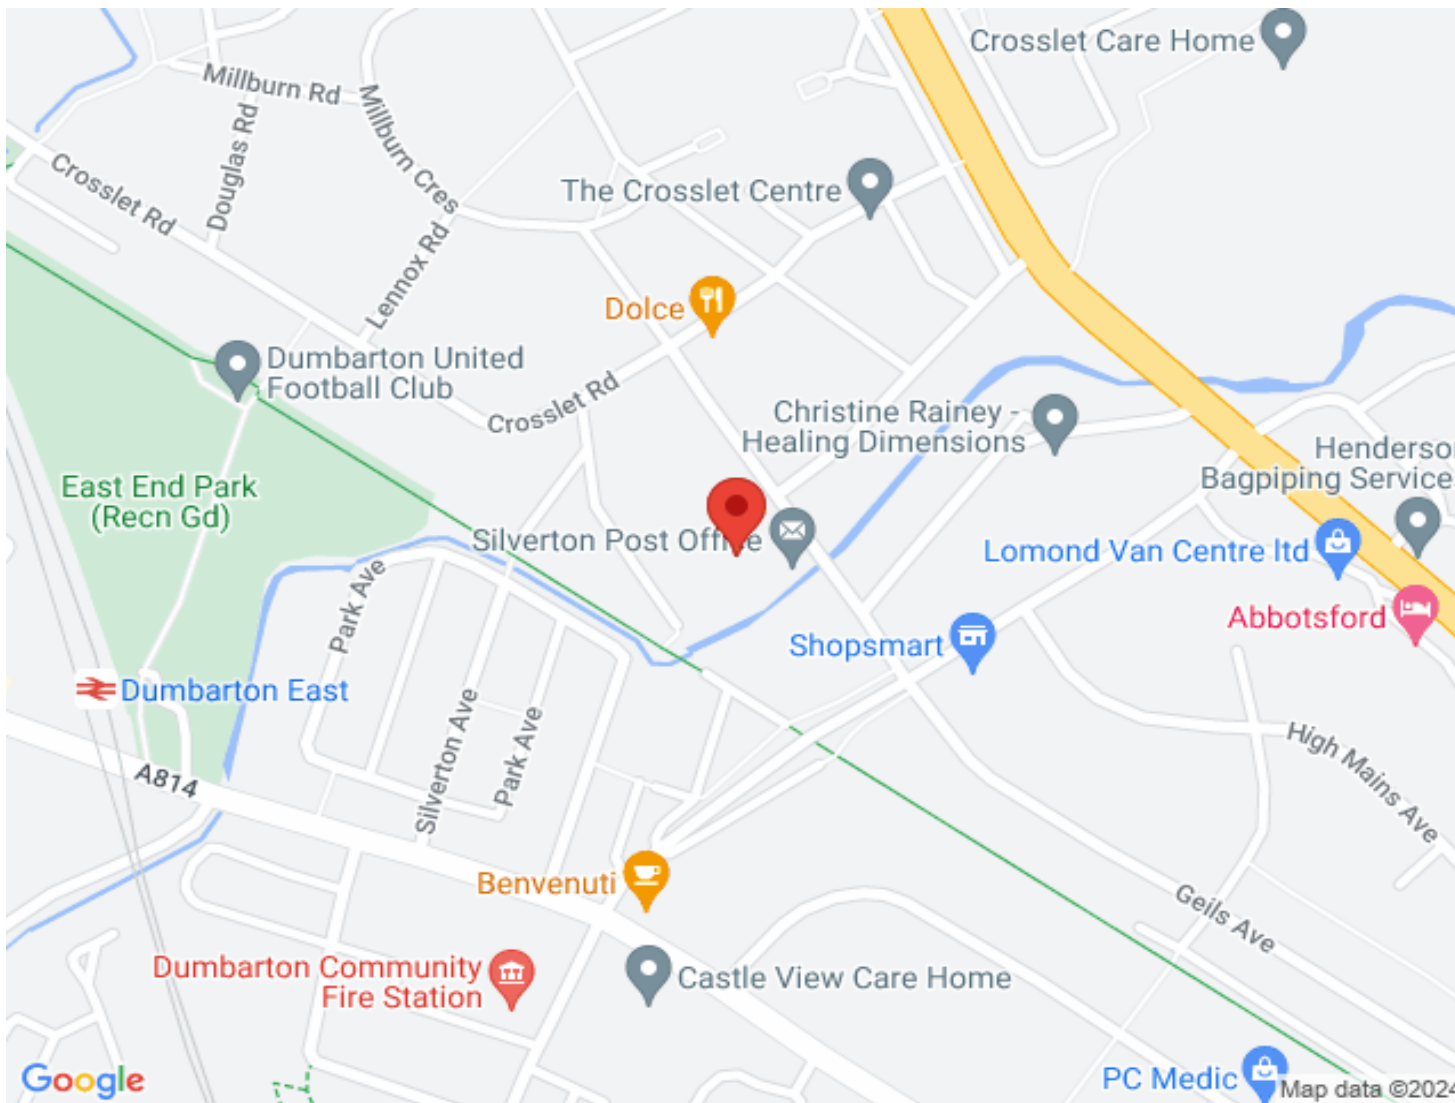 Crosslet Care Home
Millburn Rd
Douglas Rd
Millburn Cres
Crosslet Rd
The Crosslet Centre
Lennox Rd
Dolce
Dumbarton United
Football Club
Crosslet Rd
Christine Rainey -
Healing Dimensions
Henderso
Bagpiping Service
East End Park
(Recn Gd)
Silverton Post Office
Lomond Van Centre ltd
Park Ave
Abbotsford
Shopsmart
Dumbarton East
Silverton Ave
Park Ave
High Mains Ave
A814
Benvenuti
Geils Ave
Dumbarton Community
Fire Station
Castle View Care Home
Google
PC Medic
Map data ©2024